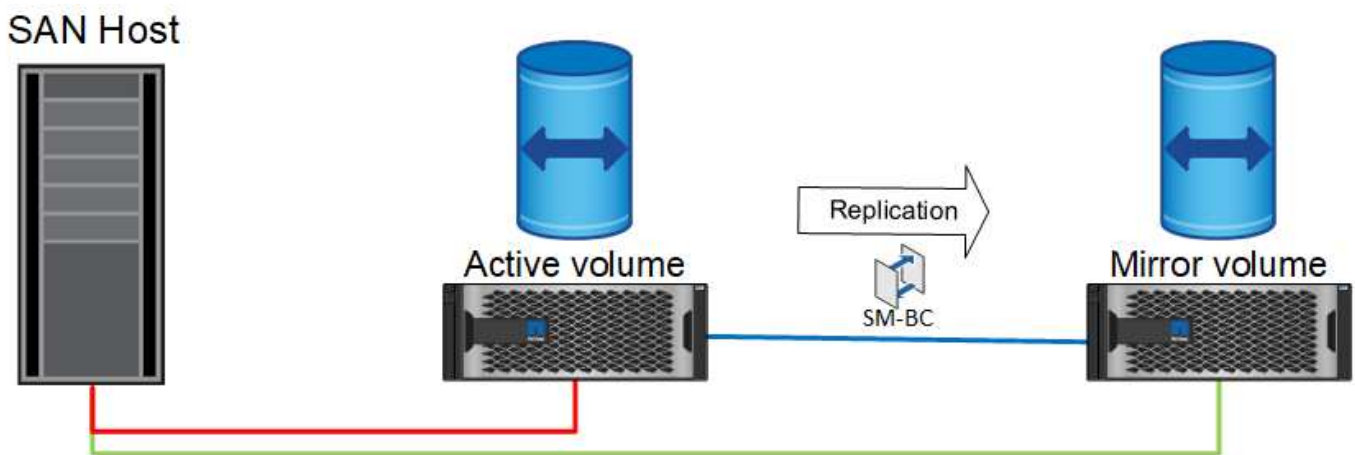 SAN Host
Replication
Active volume
Mirror volume
SM-BC